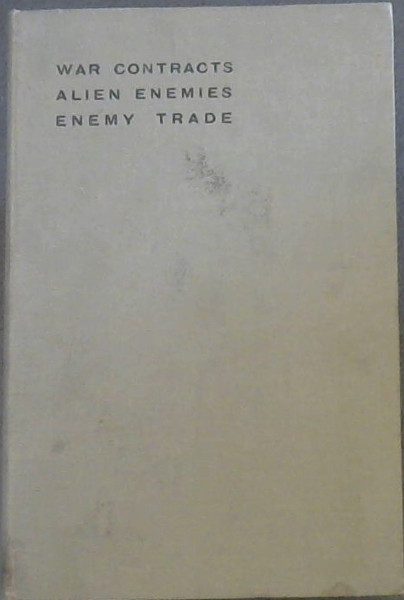 WAR CONTRACTS
ALIEN ENEMIES
ENEMY TRADE